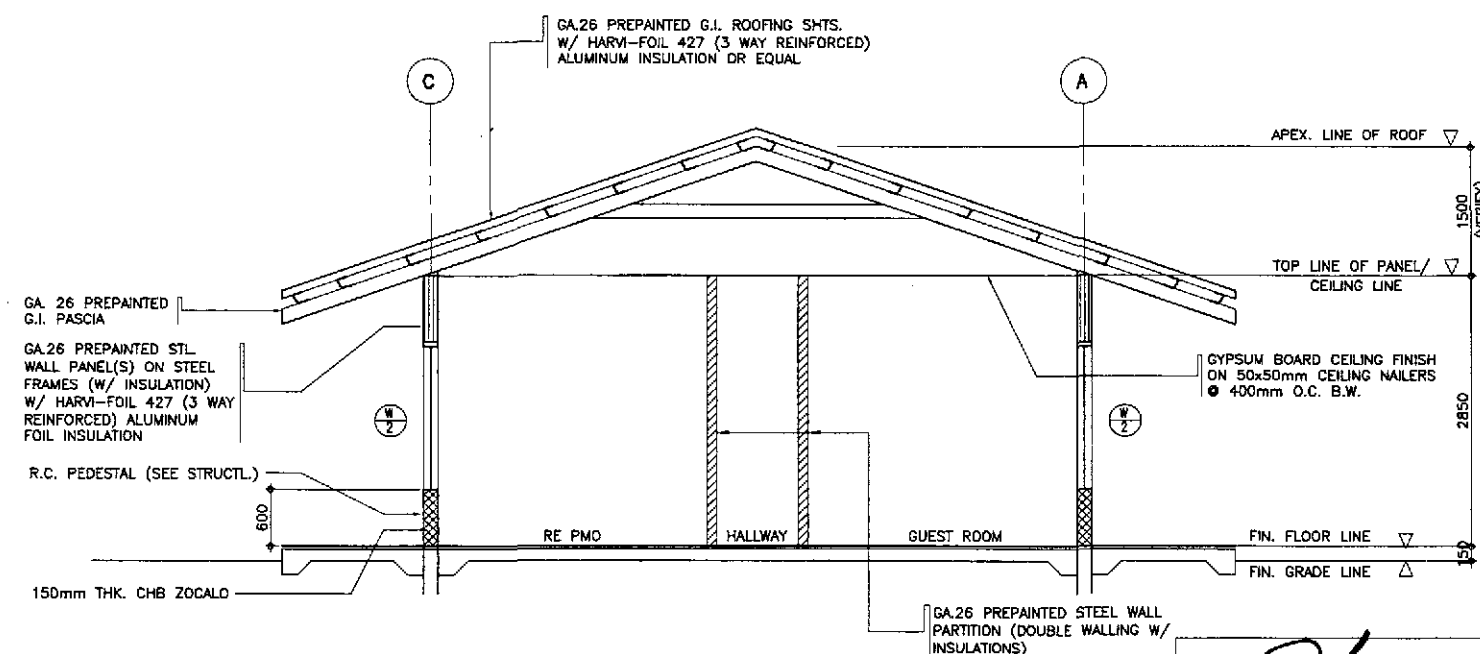 GA.26 PREPAINTED G.I. ROOFING SHTS.
W/ HARVI-FOIL 427 (3 WAY REINFORCED)
ALUMINUM INSULATION OR EQUAL
C
A
APEX. LINE OF ROOF
1500
(VERIFY)
TOP LINE OF PANEL/
CEILING LINE
GA. 26 PREPAINTED
G.I. PASCIA
GA.26 PREPAINTED STL.
WALL PANEL(S) ON STEEL
FRAMES (W/ INSULATION)
W/ HARVI-FOIL 427 (3 WAY
REINFORCED) ALUMINUM
FOIL INSULATION
W
2
W
2
GYPSUM BOARD CEILING FINISH
ON 50x50mm CEILING NAILERS
@ 400mm O.C. B.W.
2850
R.C. PEDESTAL (SEE STRUCTL.)
600
RE PMO
HALLWAY
GUEST ROOM
FIN. FLOOR LINE
150
FIN. GRADE LINE
150mm THK. CHB ZOCALO
GA.26 PREPAINTED STEEL WALL
PARTITION (DOUBLE WALLING W/
INSULATIONS)